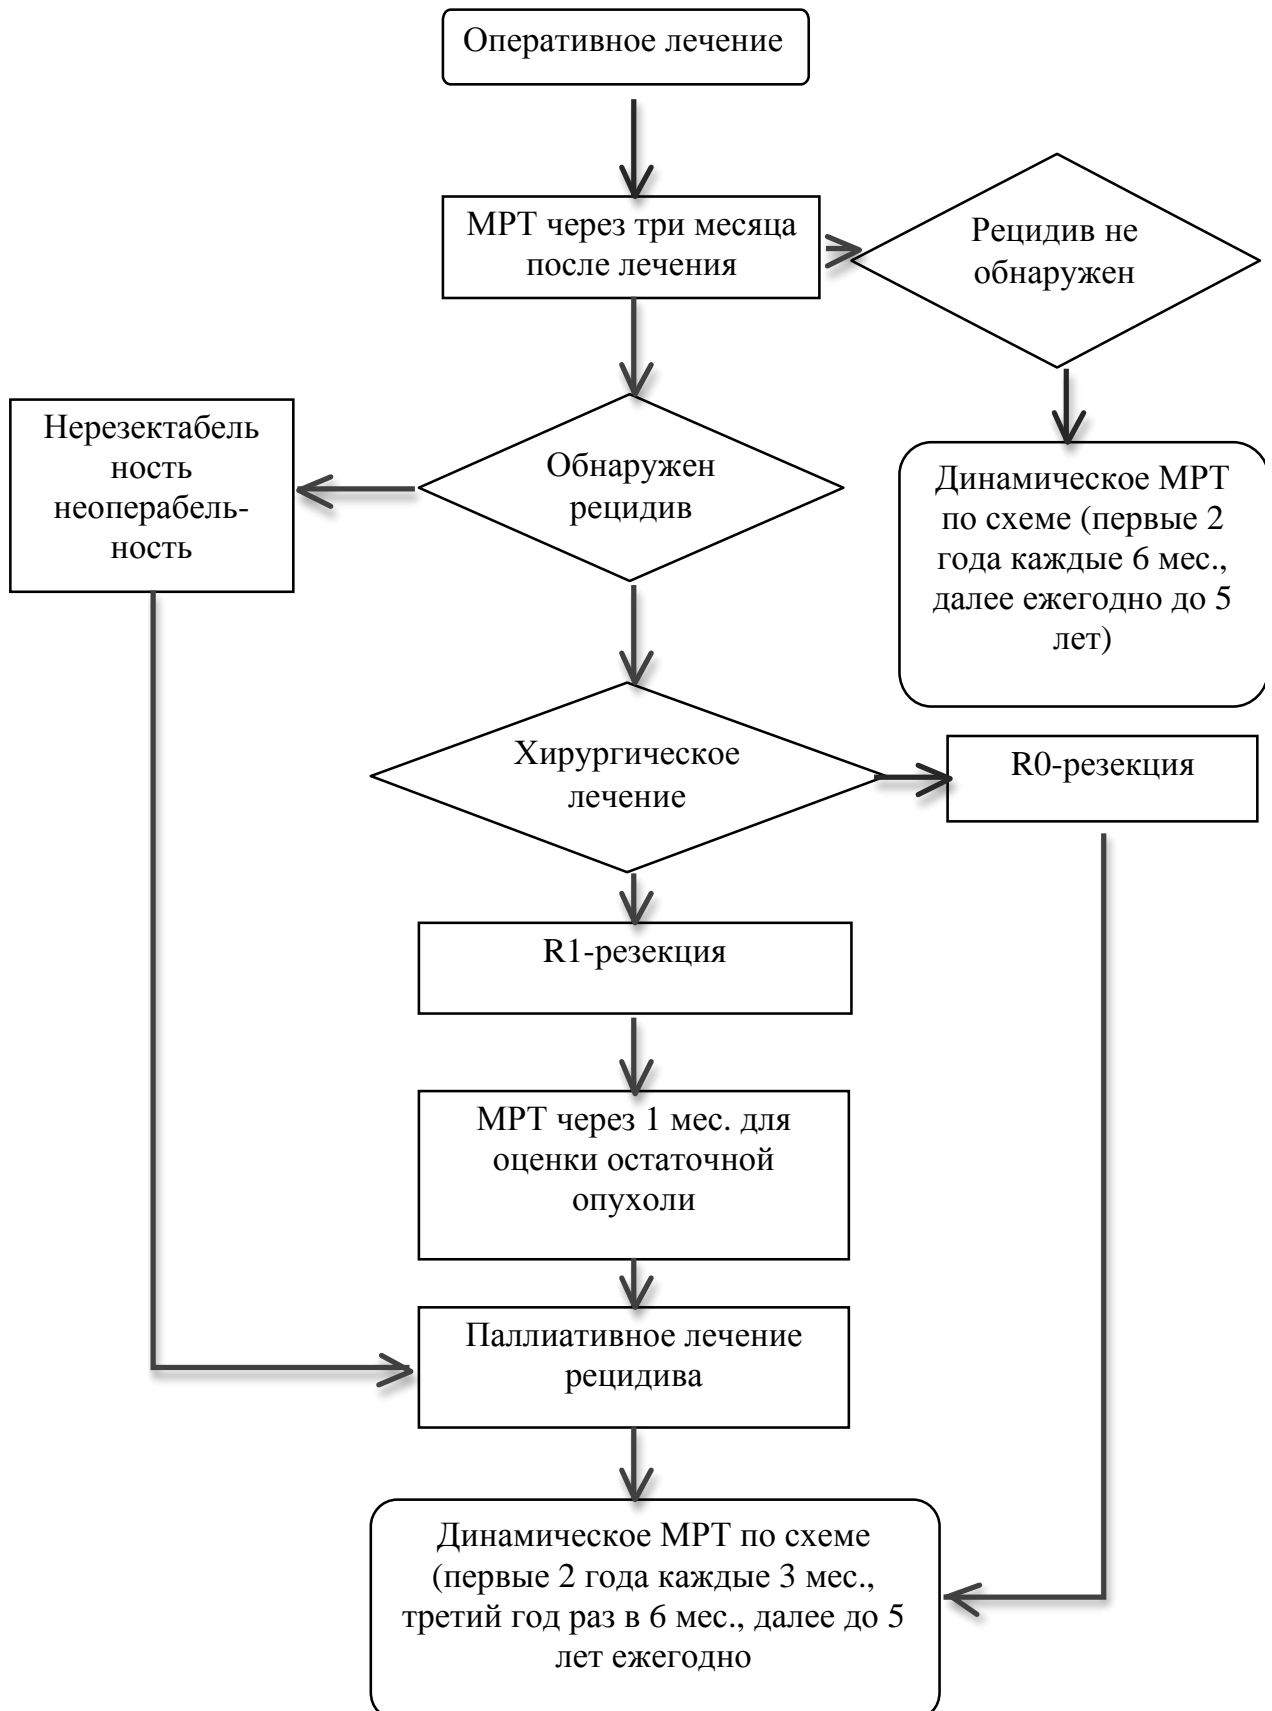 Оперативное лечение
МРТ через три месяца
после лечения
Рецидив не
обнаружен
Нерезектабель
ность
неоперабель-
ность
Обнаружен
рецидив
Динамическое МРТ
по схеме (первые 2
года каждые 6 мес.,
далее ежегодно до 5
лет)
Хирургическое
лечение
R0-резекция
R1-резекция
МРТ через 1 мес. для
оценки остаточной
опухоли
Паллиативное лечение
рецидива
Динамическое МРТ по схеме
(первые 2 года каждые 3 мес.,
третий год раз в 6 мес., далее до 5
лет ежегодно